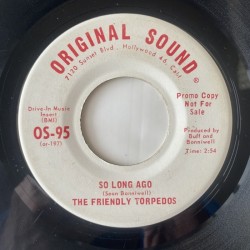 ORIGINAL SOUND
7120 Sunset Blvd., Hollywood 46, Calif.
Drive-In Music
Insert
(BMI)
OS-95
(or-197)
Promo Copy
Not For
Sale
Produced by
Buff and
Bonniwell
Time: 2:54
SO LONG AGO
(Sean Bonniwell)
THE FRIENDLY TORPEDOS